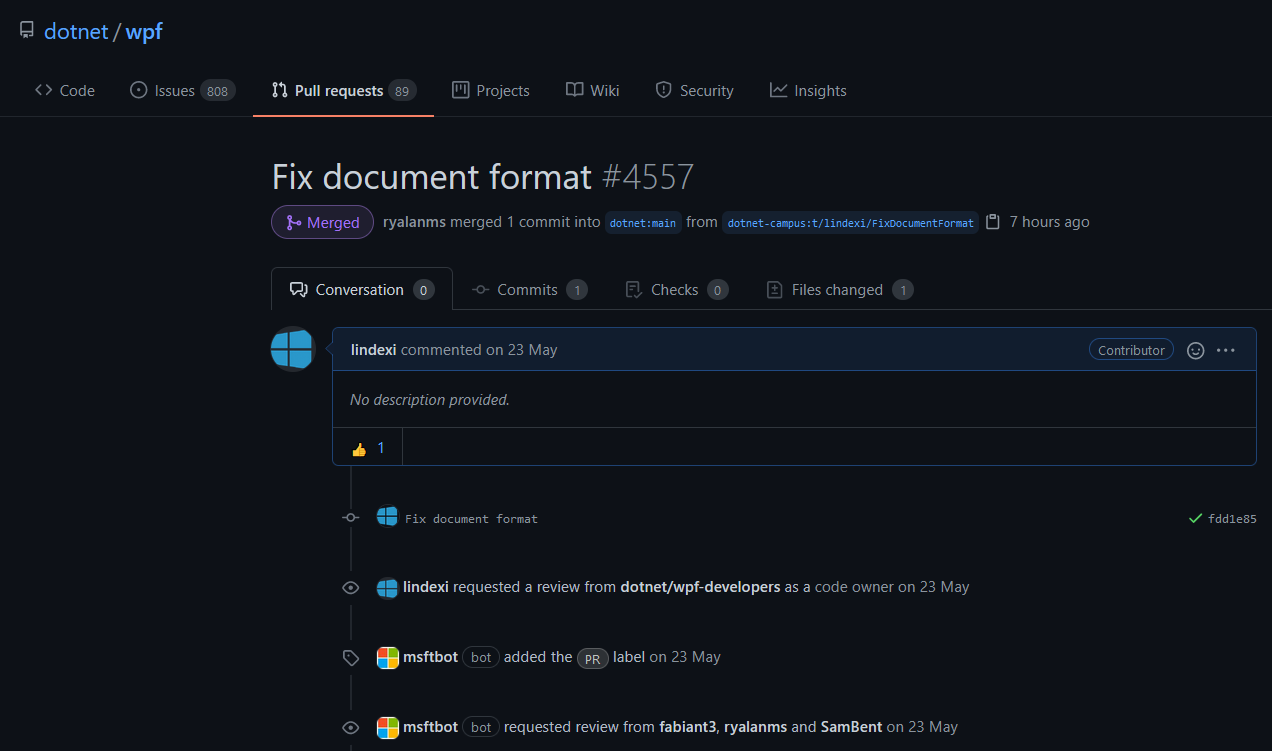 dotnet / wpf
Code Issues 808 Pull requests 89 Projects Wiki Security Insights
Fix document format #4557
Merged ryalanms merged 1 commit into dotnet:main from dotnet-campus:t/lindexi/FixDocumentFormat 7 hours ago
Conversation 0 Commits 1 Checks 0 Files changed 1
lindexi commented on 23 May Contributor
No description provided.
👍 1
Fix document format fdd1e85
lindexi requested a review from dotnet/wpf-developers as a code owner on 23 May
msftbot bot added the PR label on 23 May
msftbot bot requested review from fabiant3, ryalanms and SamBent on 23 May